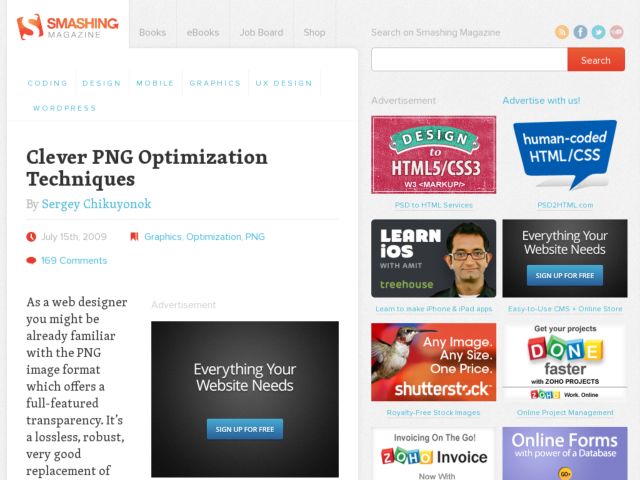 SMASHING
MAGAZINE
Books
eBooks
Job Board
Shop
Search on Smashing Magazine
Search
CODING
DESIGN
MOBILE
GRAPHICS
UX DESIGN
WORDPRESS
Clever PNG Optimization
Techniques
By Sergey Chikuyonok
July 15th, 2009
Graphics, Optimization, PNG
169 Comments
As a web designer
you might be
already familiar
with the PNG
image format
which offers a
full-featured
transparency. It's
a lossless, robust,
very good
replacement of
Advertisement
Everything Your
Website Needs
SIGN UP FOR FREE
Advertisement
Advertise with us!
DESIGN
to
HTML5/CSS3
W3 <MARKUP/>
PSD to HTML Services
human-coded
HTML/CSS
PSD2HTML.com
LEARN
iOS
WITH AMIT
treehouse
Learn to make iPhone & iPad apps
Everything Your
Website Needs
SIGN UP FOR FREE
Easy-to-Use CMS + Online Store
Any Image.
Any Size.
One Price.
shutterstock
Royalty-Free Stock Images
Get your projects
DONE
faster
with ZOHO PROJECTS
ZOHO Work. Online
Online Project Management
Invoicing On The Go!
ZOHO Invoice
Now With
Online Forms
with power of a Database